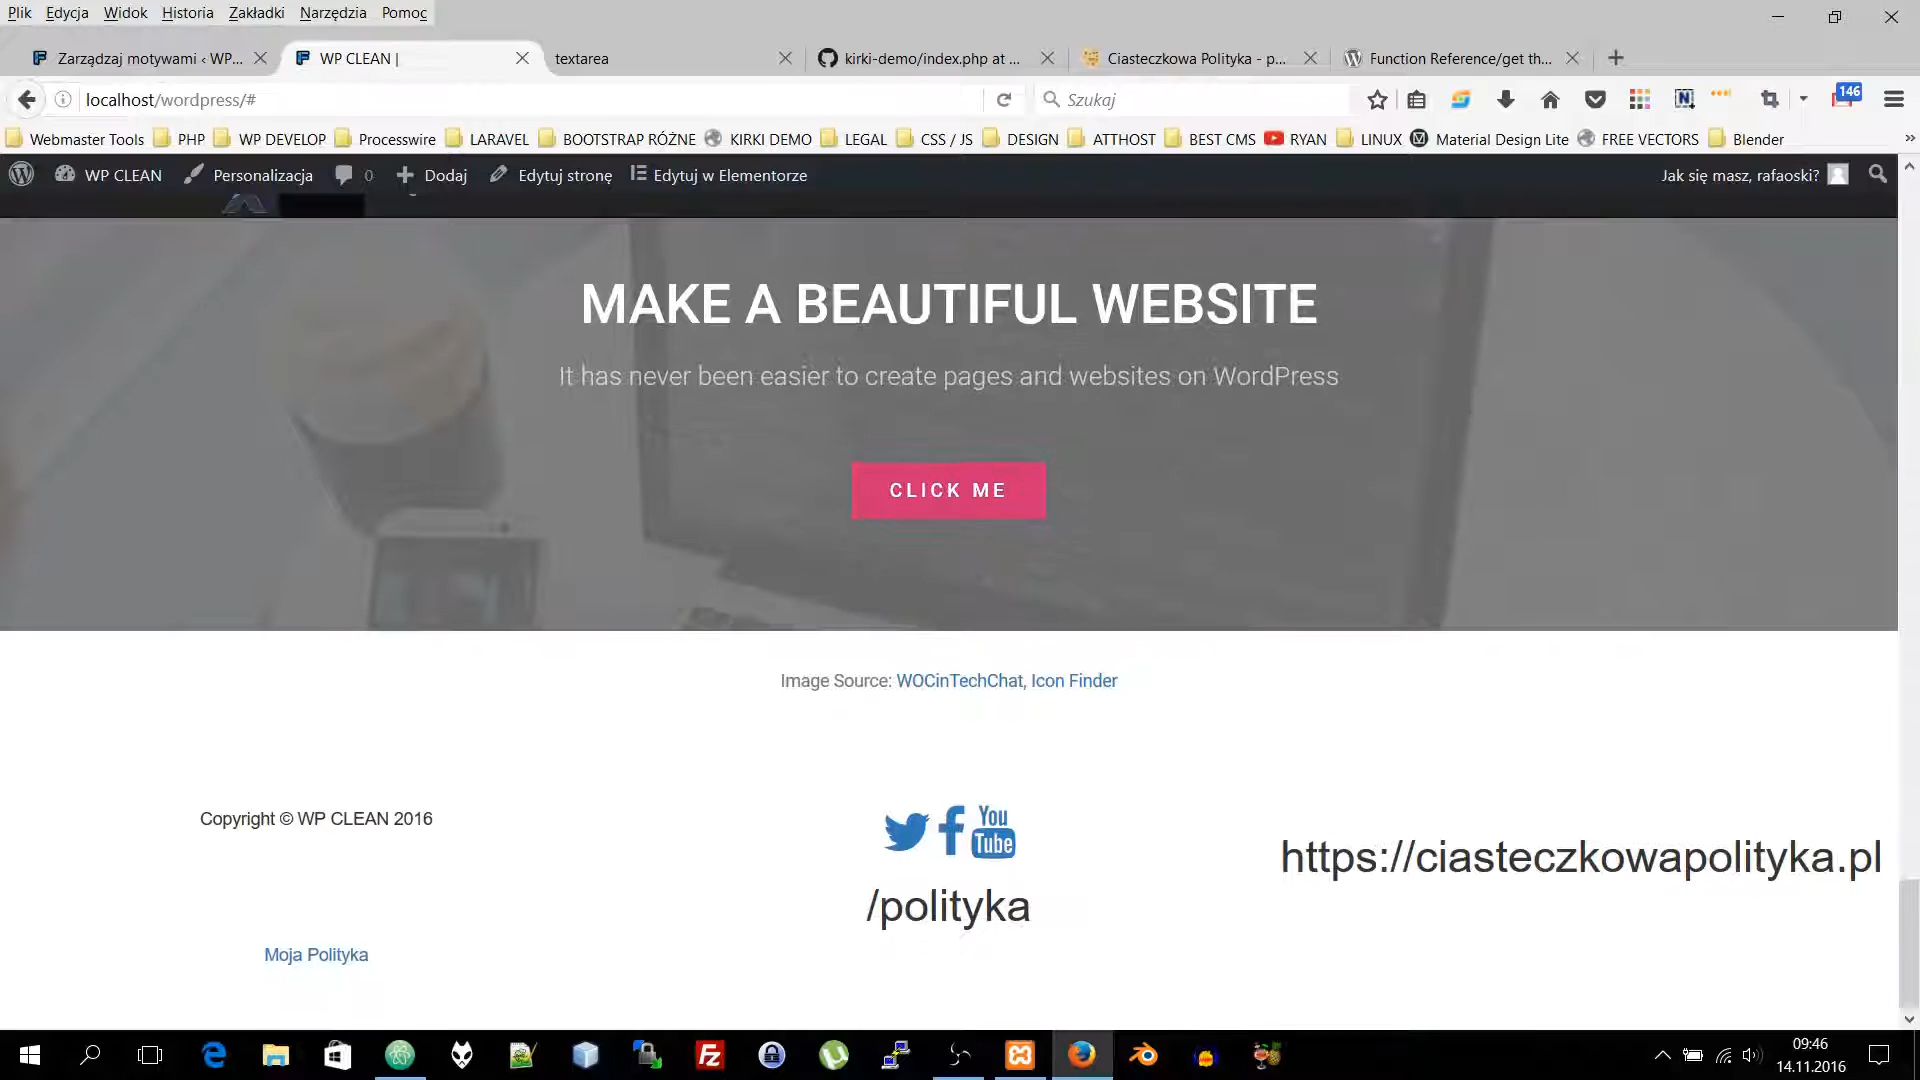 Plik Edycja Widok Historia Zakładki Narzędzia Pomoc
Zarządzaj motywami ‹ WP... WP CLEAN | textarea kirki-demo/index.php at ... Ciasteczkowa Polityka - p... Function Reference/get th...
localhost/wordpress/# Szukaj 146
Webmaster Tools PHP WP DEVELOP Processwire LARAVEL BOOTSTRAP RÓŻNE KIRKI DEMO LEGAL CSS / JS DESIGN ATTHOST BEST CMS RYAN LINUX Material Design Lite FREE VECTORS Blender »
WP CLEAN Personalizacja 0 Dodaj Edytuj stronę Edytuj w Elementorze Jak się masz, rafaoski?
MAKE A BEAUTIFUL WEBSITE
It has never been easier to create pages and websites on WordPress
CLICK ME
Image Source: WOCinTechChat, Icon Finder
Copyright © WP CLEAN 2016
You
Tube
https://ciasteczkowapolityka.pl
/polityka
Moja Polityka
09:46
14.11.2016